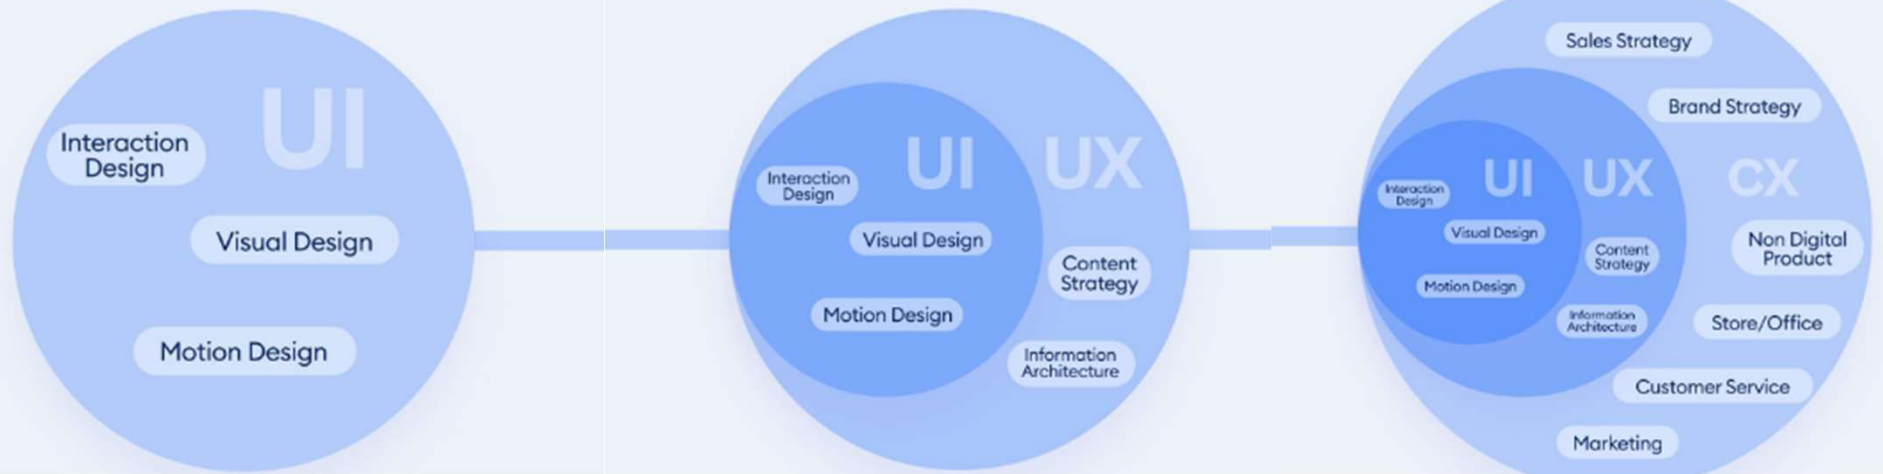 UI
Interaction
Design
Visual Design
Motion Design
UI
UX
Interaction
Design
Visual Design
Content
Strategy
Motion Design
Information
Architecture
Sales Strategy
Brand Strategy
UI
UX
CX
Interaction
Design
Visual Design
Content
Strategy
Non Digital
Product
Motion Design
Information
Architecture
Store/Office
Customer Service
Marketing